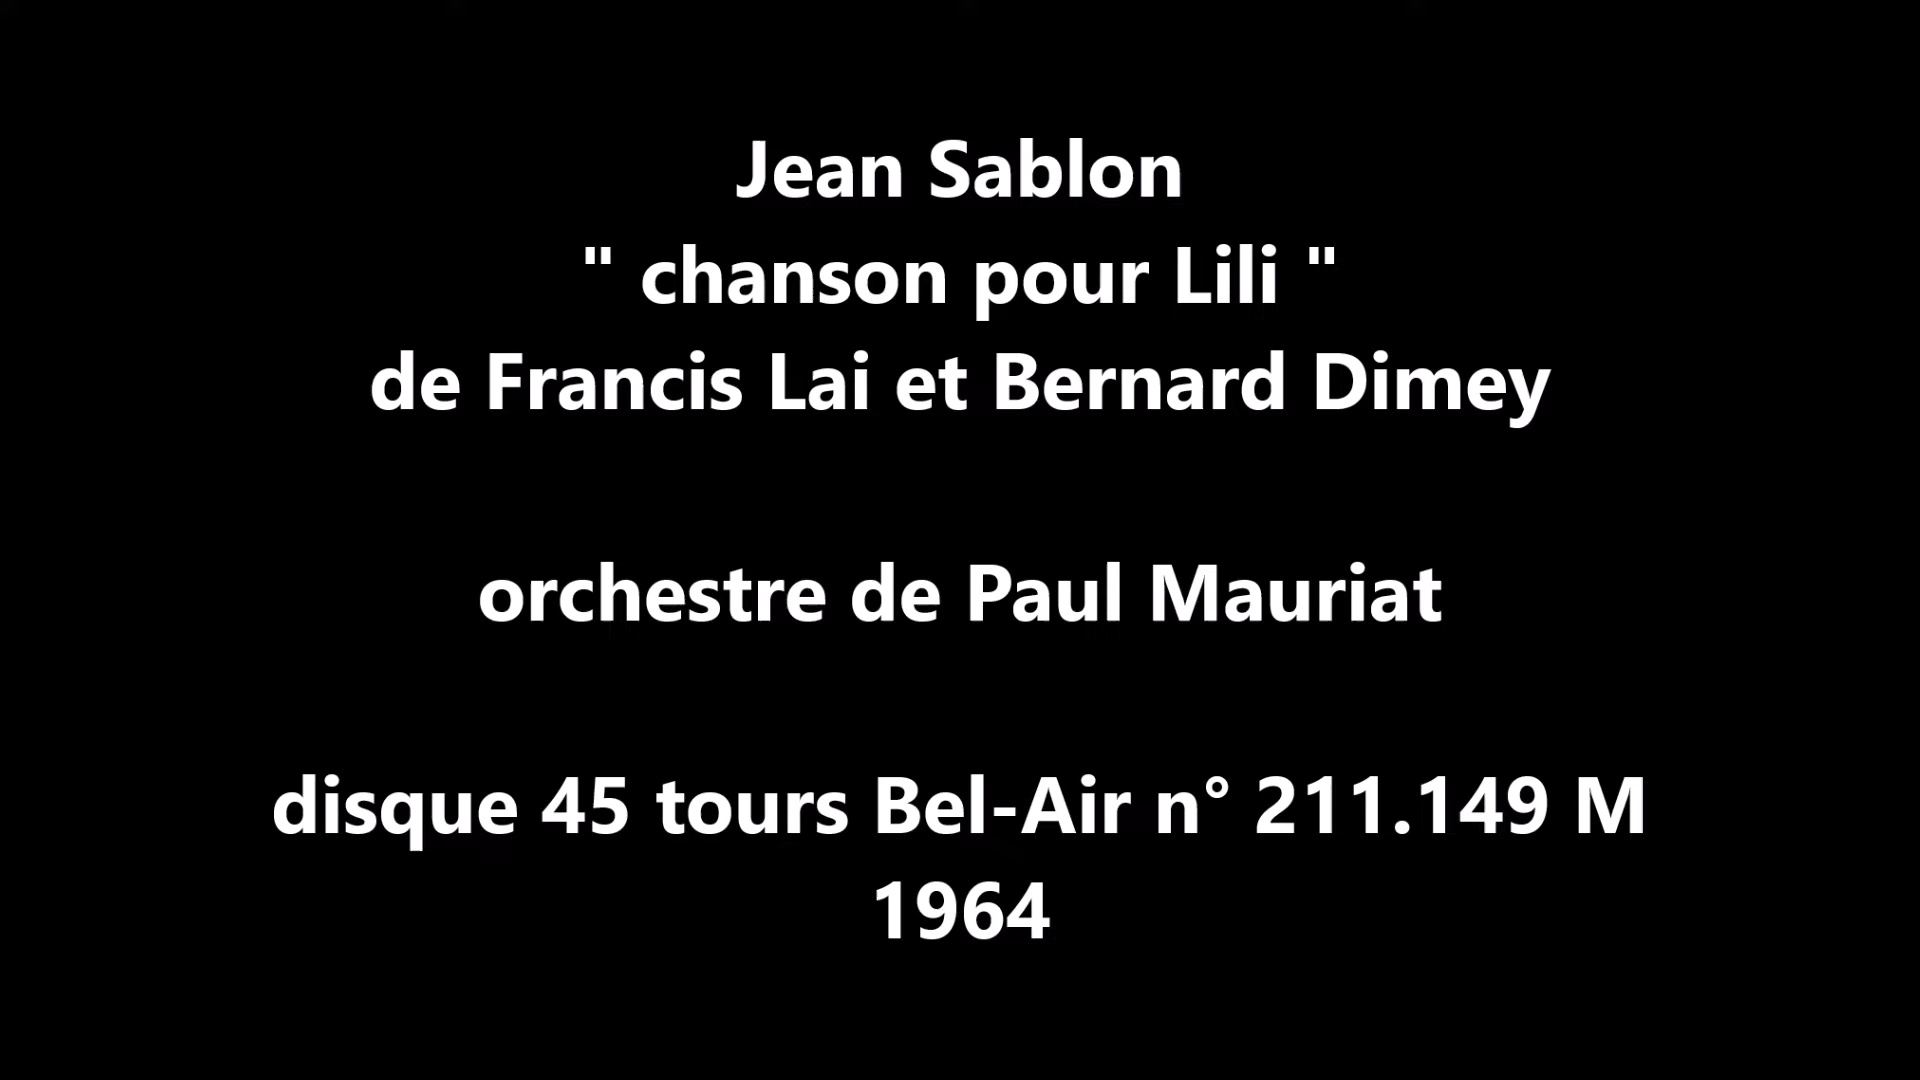 Jean Sablon
" chanson pour Lili "
de Francis Lai et Bernard Dimey
orchestre de Paul Mauriat
disque 45 tours Bel-Air n° 211.149 M
1964